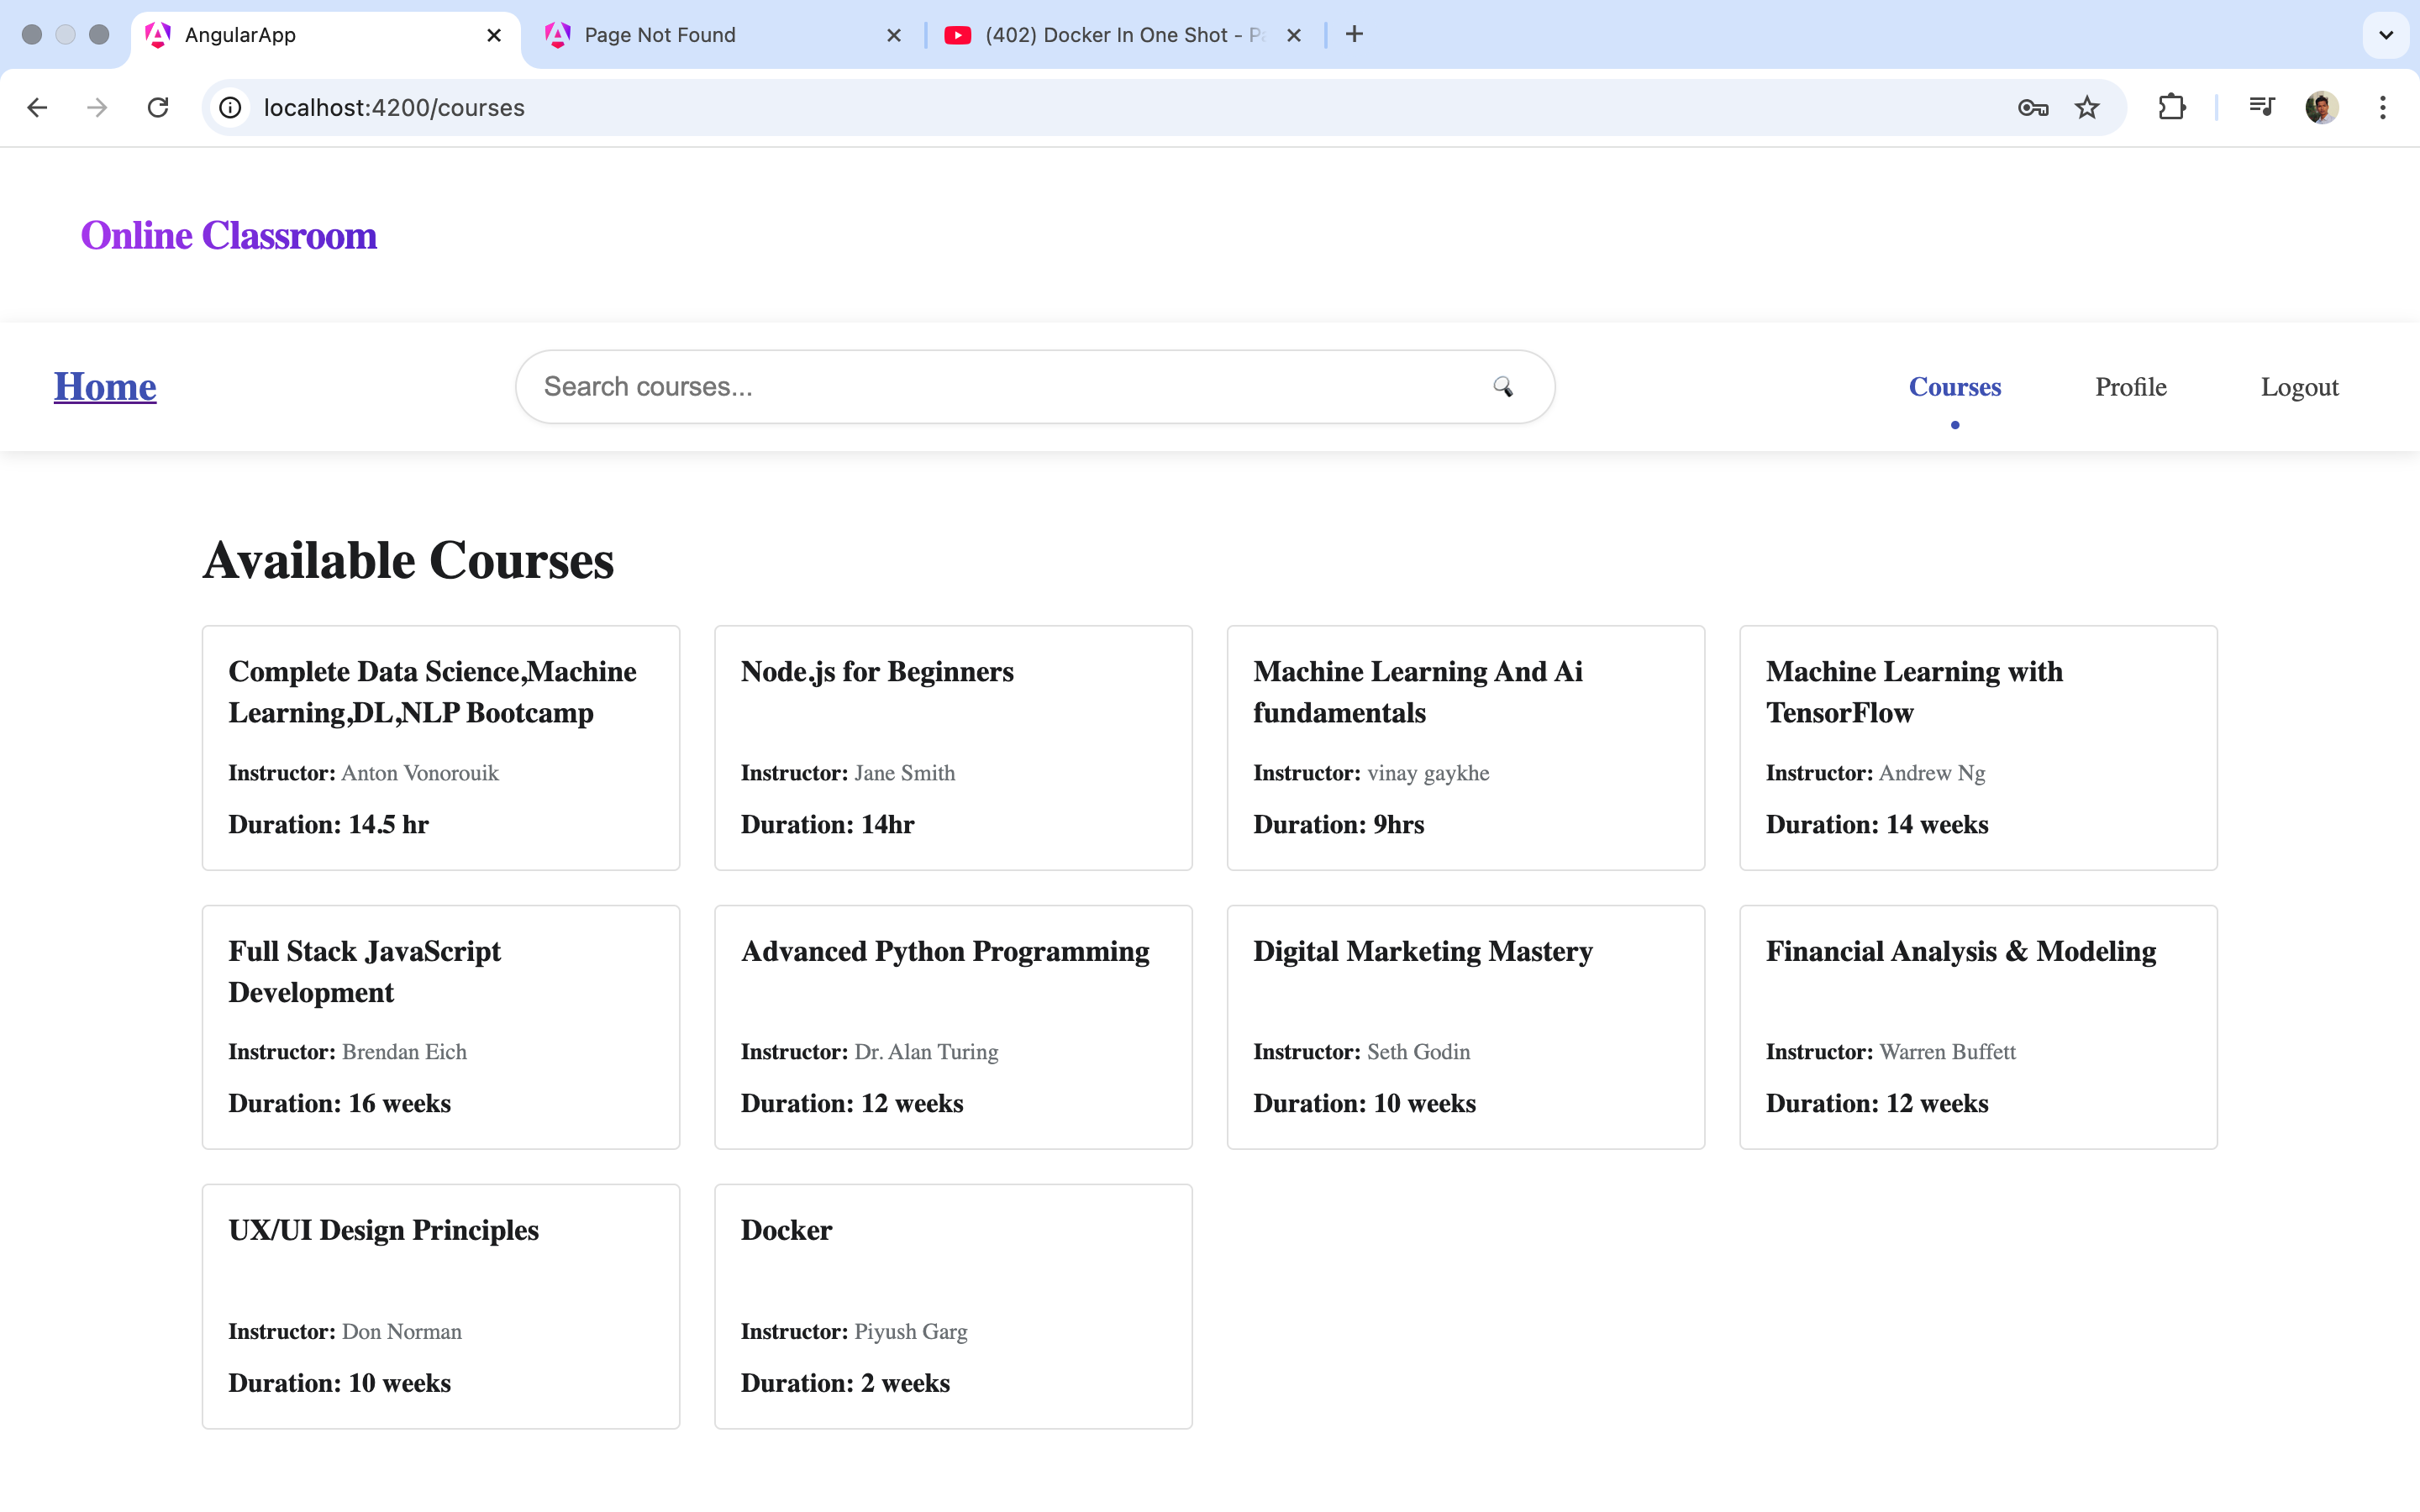 AngularApp
Page Not Found
(402) Docker In One Shot - P
localhost:4200/courses
Online Classroom
Home
Search courses...
Courses
Profile
Logout
Available Courses
Complete Data Science,Machine
Learning,DL,NLP Bootcamp
Instructor: Anton Vonorouik
Duration: 14.5 hr
Node.js for Beginners
Instructor: Jane Smith
Duration: 14hr
Machine Learning And Ai
fundamentals
Instructor: vinay gaykhe
Duration: 9hrs
Machine Learning with
TensorFlow
Instructor: Andrew Ng
Duration: 14 weeks
Full Stack JavaScript
Development
Instructor: Brendan Eich
Duration: 16 weeks
Advanced Python Programming
Instructor: Dr. Alan Turing
Duration: 12 weeks
Digital Marketing Mastery
Instructor: Seth Godin
Duration: 10 weeks
Financial Analysis & Modeling
Instructor: Warren Buffett
Duration: 12 weeks
UX/UI Design Principles
Instructor: Don Norman
Duration: 10 weeks
Docker
Instructor: Piyush Garg
Duration: 2 weeks